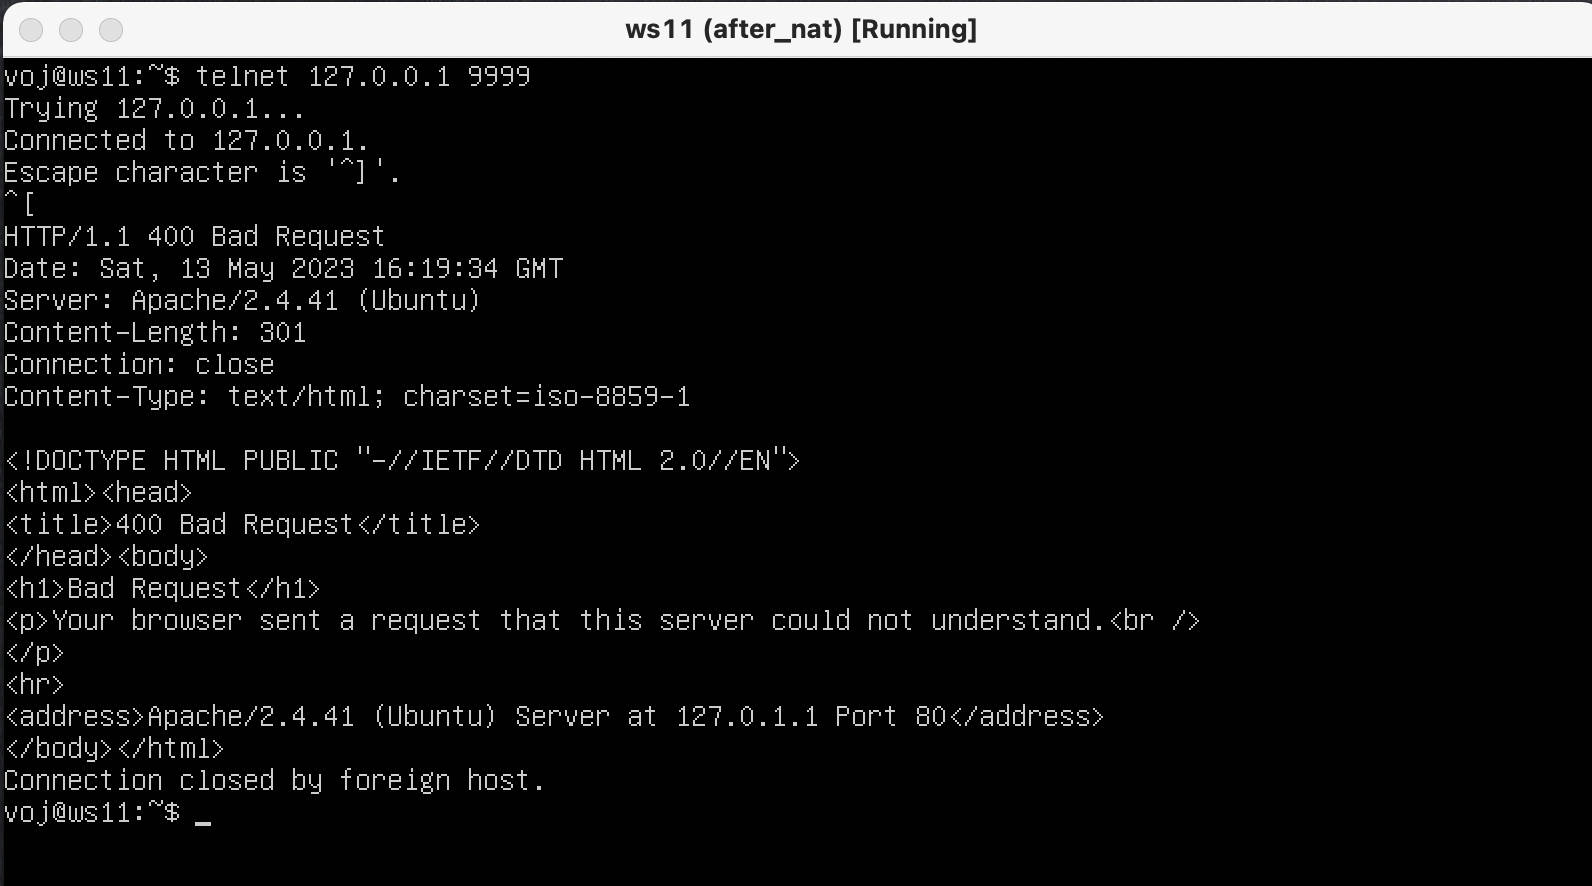 ws11 (after_nat) [Running]
voj@ws11:~$ telnet 127.0.0.1 9999
Trying 127.0.0.1...
Connected to 127.0.0.1.
Escape character is '^]'.
^[
HTTP/1.1 400 Bad Request
Date: Sat, 13 May 2023 16:19:34 GMT
Server: Apache/2.4.41 (Ubuntu)
Content-Length: 301
Connection: close
Content-Type: text/html; charset=iso-8859-1

<!DOCTYPE HTML PUBLIC "-//IETF//DTD HTML 2.0//EN">
<html><head>
<title>400 Bad Request</title>
</head><body>
<h1>Bad Request</h1>
<p>Your browser sent a request that this server could not understand.<br />
</p>
<hr>
<address>Apache/2.4.41 (Ubuntu) Server at 127.0.1.1 Port 80</address>
</body></html>
Connection closed by foreign host.
voj@ws11:~$ _